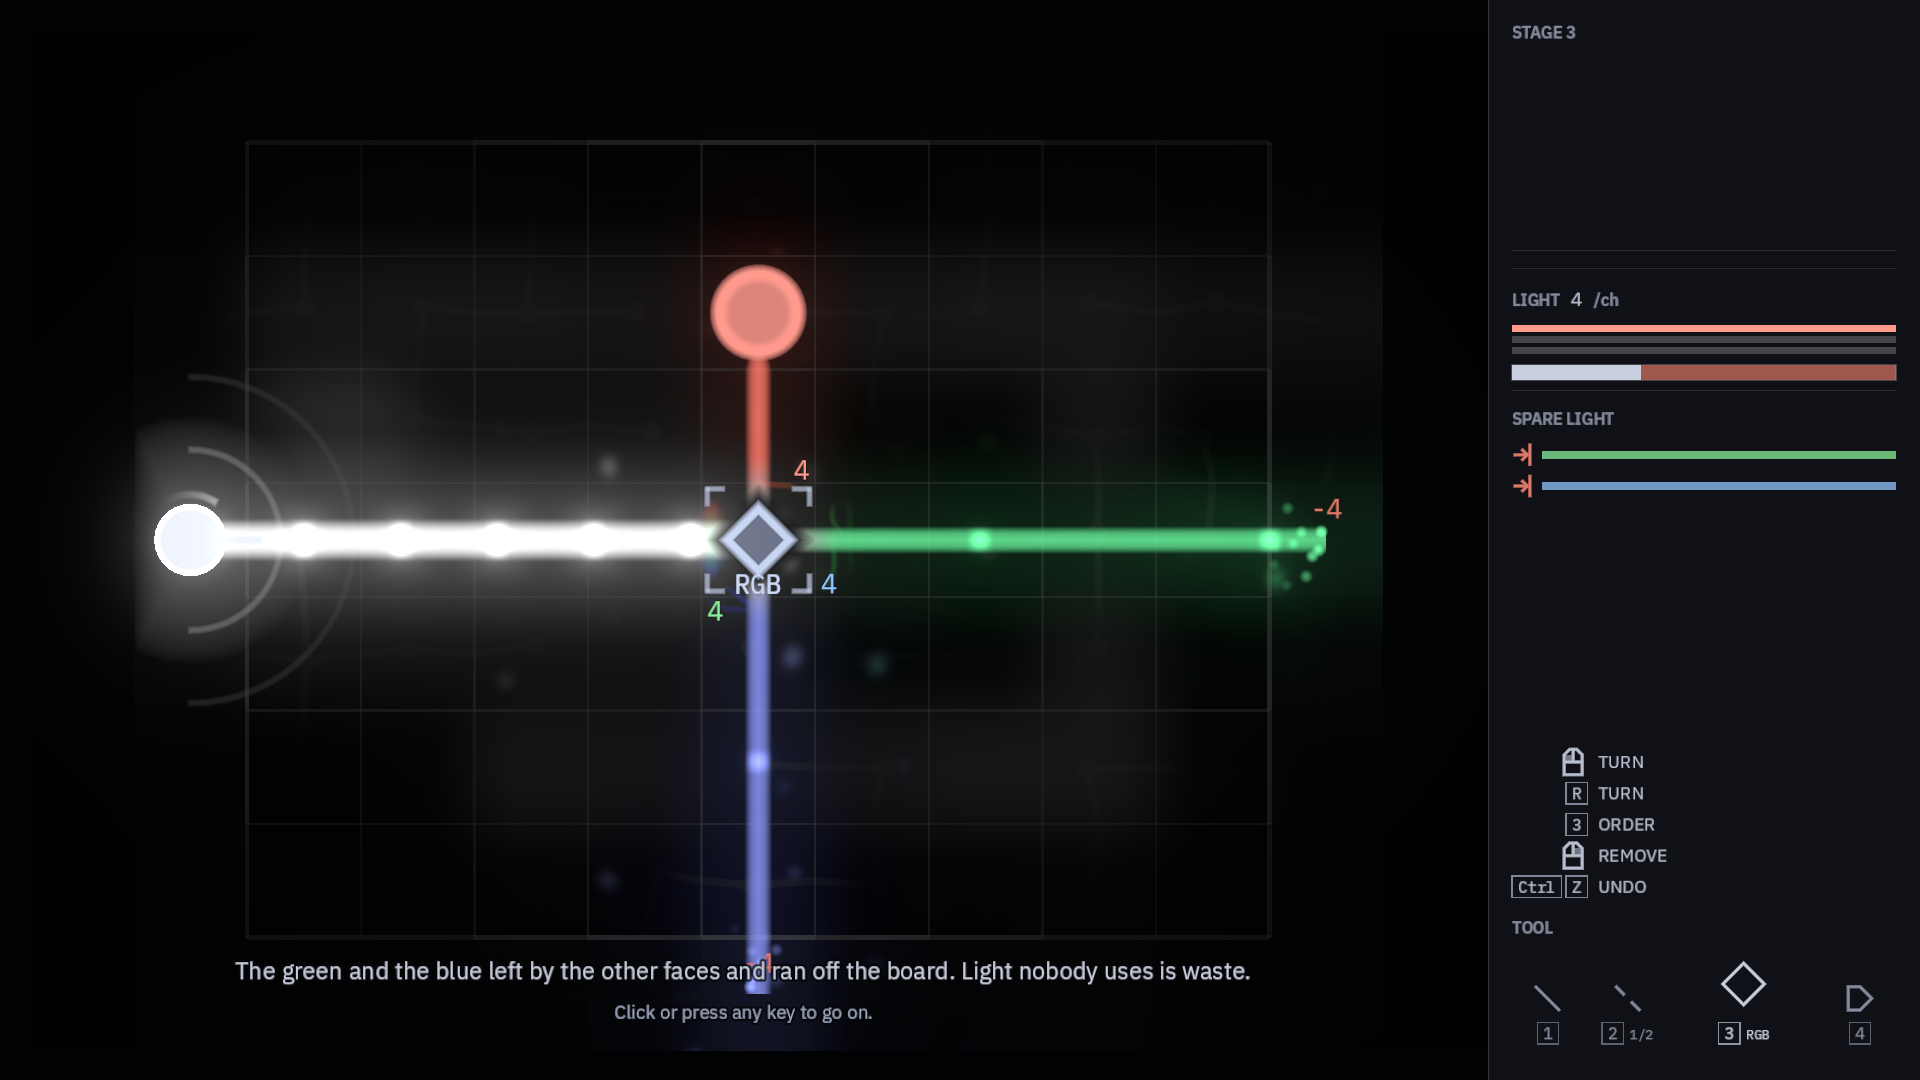 STAGE 3
LIGHT 4 /ch
SPARE LIGHT
4
-4
RGB
4
4
The green and the blue left by the other faces and ran off the board. Light nobody uses is waste.
Click or press any key to go on.
TURN
R TURN
3 ORDER
REMOVE
Ctrl Z UNDO
TOOL
1
2 1/2
3 RGB
4